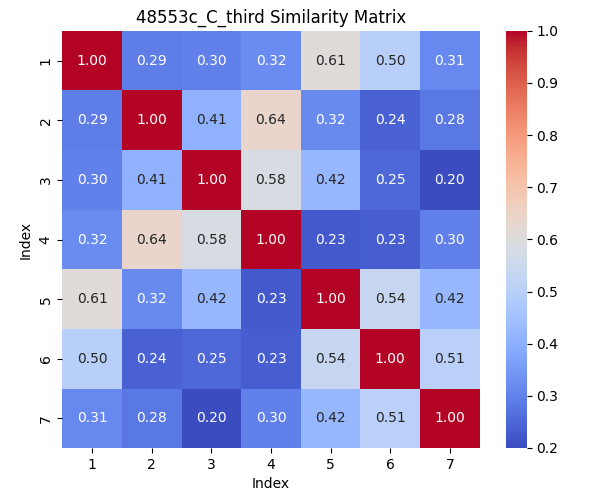 48553c_C_third Similarity Matrix
1 1.00 0.29 0.30 0.32 0.61 0.50 0.31
2 0.29 1.00 0.41 0.64 0.32 0.24 0.28
3 0.30 0.41 1.00 0.58 0.42 0.25 0.20
4 0.32 0.64 0.58 1.00 0.23 0.23 0.30
5 0.61 0.32 0.42 0.23 1.00 0.54 0.42
6 0.50 0.24 0.25 0.23 0.54 1.00 0.51
7 0.31 0.28 0.20 0.30 0.42 0.51 1.00
1 2 3 4 5 6 7
Index
Index
1.0
0.9
0.8
0.7
0.6
0.5
0.4
0.3
0.2